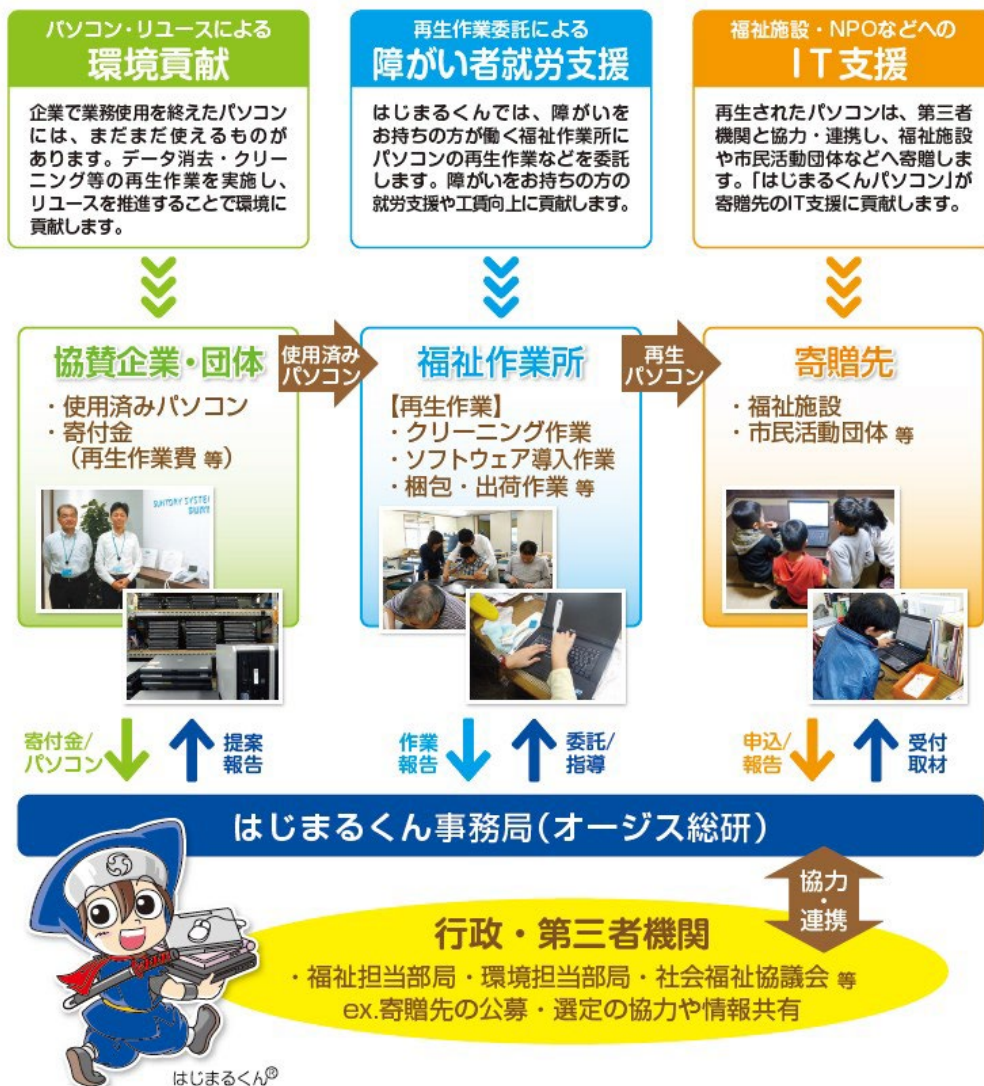 パソコン・リユースによる
環境貢献
企業で業務使用を終えたパソコン
には、まだまだ使えるものが
あります。データ消去・クリー
ニング等の再生作業を実施し、
リユースを推進することで環境に
貢献します。
再生作業委託による
障がい者就労支援
はじまるくんでは、障がいを
お持ちの方が働く福祉作業所に
パソコンの再生作業などを委託
します。障がいをお持ちの方の
就労支援や工賃向上に貢献します。
福祉施設・NPOなどへの
IT支援
再生されたパソコンは、第三者
機関と協力・連携し、福祉施設
や市民活動団体などへ寄贈しま
す。「はじまるくんパソコン」が
寄贈先のIT支援に貢献します。
協賛企業・団体
・使用済みパソコン
・寄付金
（再生作業費 等）
SUNTORY SYSTE
使用済み
パソコン
福祉作業所
【再生作業】
・クリーニング作業
・ソフトウェア導入作業
・梱包・出荷作業 等
再生
パソコン
寄贈先
・福祉施設
・市民活動団体 等
寄付金/
パソコン
提案
報告
作業
報告
委託/
指導
申込/
報告
受付
取材
はじまるくん事務局(オージス総研)
協力
・
連携
行政・第三者機関
・福祉担当部局・環境担当部局・社会福祉協議会 等
ex.寄贈先の公募・選定の協力や情報共有
はじまるくん®